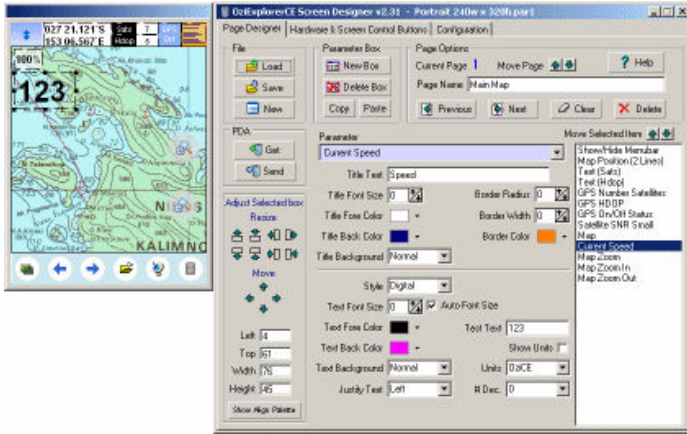 027 21.121'S Sats 7 GPS
153 06.567'E Hdop 6 Off
100%
123
KALIMNO
OziExplorerCE Screen Designer v2.31 - Portrait 240w x 320h.par1
Page Designer Hardware & Screen Control Buttons Configuration
File
Load
Save
New
Parameter Box
New Box
Delete Box
Copy Paste
Page Options
Current Page 1 Move Page Help
Page Name Main Map
Previous Next Clear Delete
PDA
Get
Send
Adjust Selected box
Resize
Move
Left 4
Top 61
Width 76
Height 45
Show Align Palette
Parameter
Current Speed
Title Text Speed
Title Font Size 0 Border Radius 0
Title Fore Color Border Width 0
Title Back Color Border Color
Title Background Normal
Style Digital
Text Font Size 0 Auto Font Size
Text Fore Color Test Text 123
Text Back Color Show Units
Text Background Normal Units OziCE
Justify Text Left # Dec. 0
Move Selected Item
Show/Hide Menubar
Map Position (2 Lines)
Text (Sats)
Text (Hdop)
GPS Number Satellites
GPS HDOP
GPS On/Off Status
Satellite SNR Small
Map
Current Speed
Map Zoom
Map Zoom In
Map Zoom Out